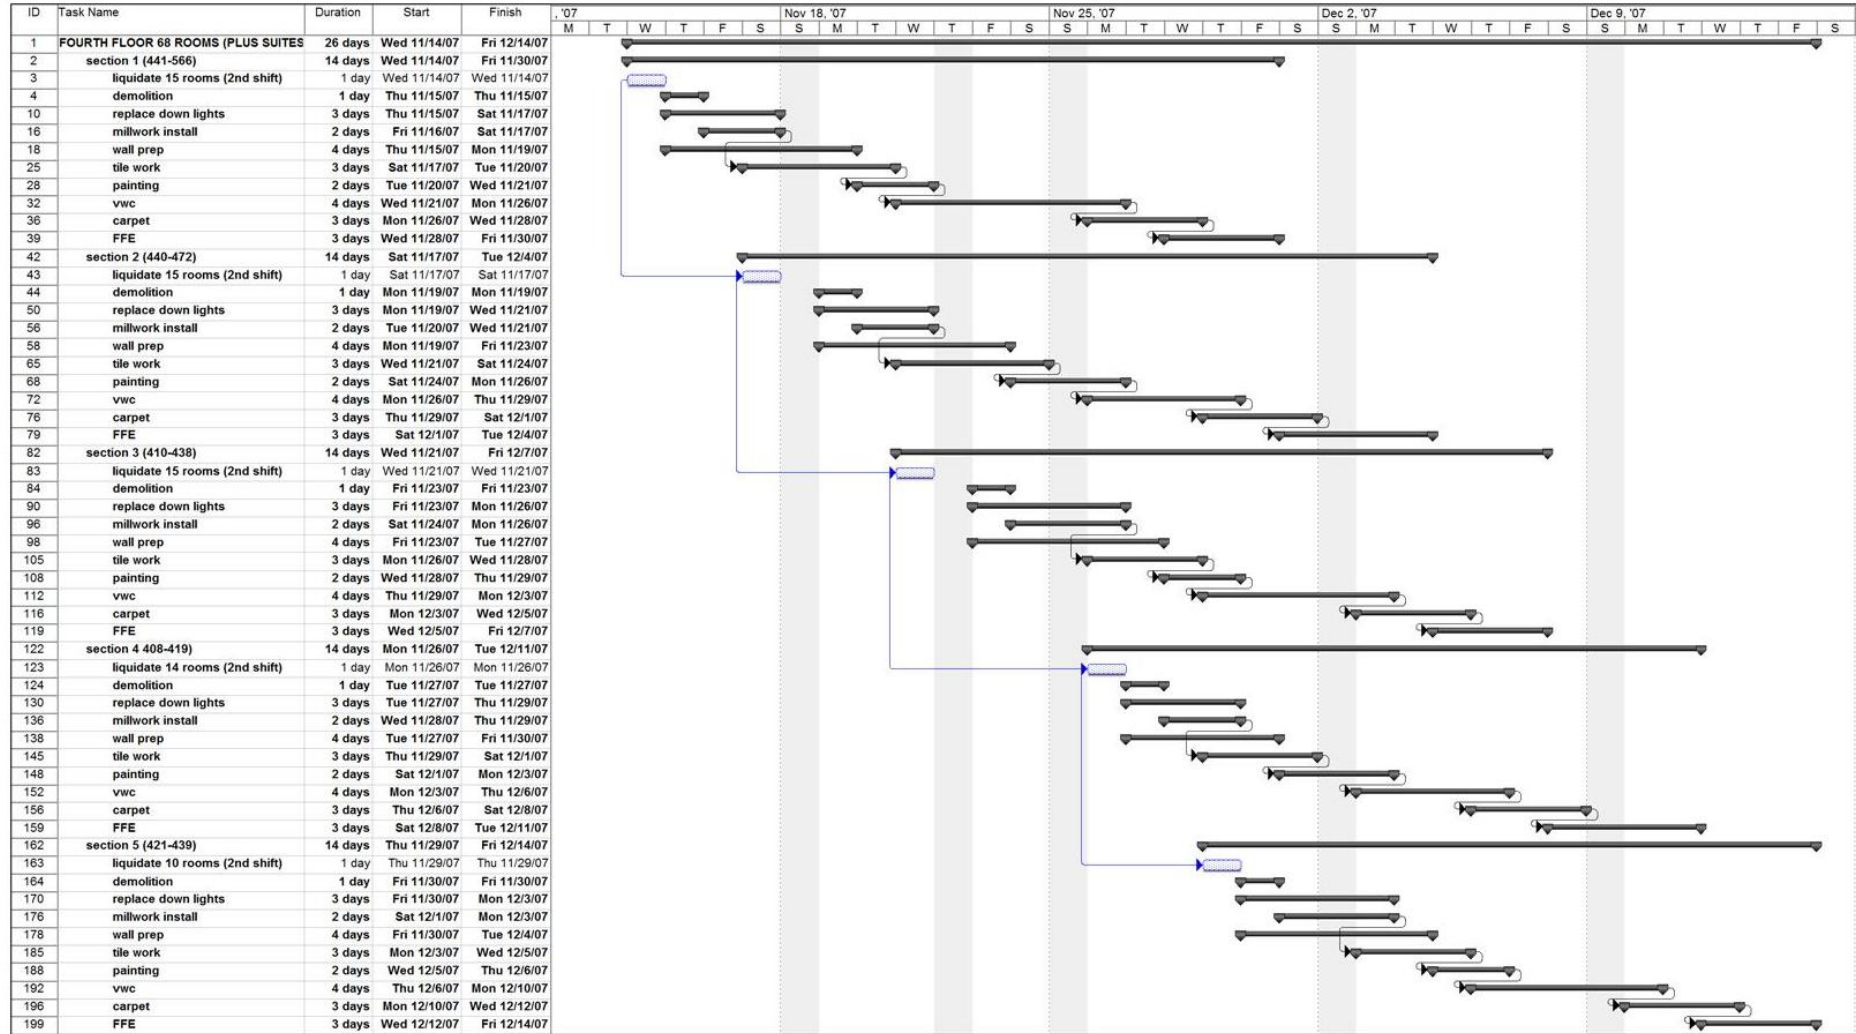 ID Task Name Duration Start Finish , '07 Nov 18, '07 Nov 25, '07 Dec 2, '07 Dec 9, '07
M T W T F S S M T W T F S S M T W T F S S M T W T F S S M T W T F S
1 FOURTH FLOOR 68 ROOMS (PLUS SUITES 26 days Wed 11/14/07 Fri 12/14/07
2 section 1 (441-566) 14 days Wed 11/14/07 Fri 11/30/07
3 liquidate 15 rooms (2nd shift) 1 day Wed 11/14/07 Wed 11/14/07
4 demolition 1 day Thu 11/15/07 Thu 11/15/07
10 replace down lights 3 days Thu 11/15/07 Sat 11/17/07
16 millwork install 2 days Fri 11/16/07 Sat 11/17/07
18 wall prep 4 days Thu 11/15/07 Mon 11/19/07
25 tile work 3 days Sat 11/17/07 Tue 11/20/07
28 painting 2 days Tue 11/20/07 Wed 11/21/07
32 vwc 4 days Wed 11/21/07 Mon 11/26/07
36 carpet 3 days Mon 11/26/07 Wed 11/28/07
39 FFE 3 days Wed 11/28/07 Fri 11/30/07
42 section 2 (440-472) 14 days Sat 11/17/07 Tue 12/4/07
43 liquidate 15 rooms (2nd shift) 1 day Sat 11/17/07 Sat 11/17/07
44 demolition 1 day Mon 11/19/07 Mon 11/19/07
50 replace down lights 3 days Mon 11/19/07 Wed 11/21/07
56 millwork install 2 days Tue 11/20/07 Wed 11/21/07
58 wall prep 4 days Mon 11/19/07 Fri 11/23/07
65 tile work 3 days Wed 11/21/07 Sat 11/24/07
68 painting 2 days Sat 11/24/07 Mon 11/26/07
72 vwc 4 days Mon 11/26/07 Thu 11/29/07
76 carpet 3 days Thu 11/29/07 Sat 12/1/07
79 FFE 3 days Sat 12/1/07 Tue 12/4/07
82 section 3 (410-438) 14 days Wed 11/21/07 Fri 12/7/07
83 liquidate 15 rooms (2nd shift) 1 day Wed 11/21/07 Wed 11/21/07
84 demolition 1 day Fri 11/23/07 Fri 11/23/07
90 replace down lights 3 days Fri 11/23/07 Mon 11/26/07
96 millwork install 2 days Sat 11/24/07 Mon 11/26/07
98 wall prep 4 days Fri 11/23/07 Tue 11/27/07
105 tile work 3 days Mon 11/26/07 Wed 11/28/07
108 painting 2 days Wed 11/28/07 Thu 11/29/07
112 vwc 4 days Thu 11/29/07 Mon 12/3/07
116 carpet 3 days Mon 12/3/07 Wed 12/5/07
119 FFE 3 days Wed 12/5/07 Fri 12/7/07
122 section 4 408-419) 14 days Mon 11/26/07 Tue 12/11/07
123 liquidate 14 rooms (2nd shift) 1 day Mon 11/26/07 Mon 11/26/07
124 demolition 1 day Tue 11/27/07 Tue 11/27/07
130 replace down lights 3 days Tue 11/27/07 Thu 11/29/07
136 millwork install 2 days Wed 11/28/07 Thu 11/29/07
138 wall prep 4 days Tue 11/27/07 Fri 11/30/07
145 tile work 3 days Thu 11/29/07 Sat 12/1/07
148 painting 2 days Sat 12/1/07 Mon 12/3/07
152 vwc 4 days Mon 12/3/07 Thu 12/6/07
156 carpet 3 days Thu 12/6/07 Sat 12/8/07
159 FFE 3 days Sat 12/8/07 Tue 12/11/07
162 section 5 (421-439) 14 days Thu 11/29/07 Fri 12/14/07
163 liquidate 10 rooms (2nd shift) 1 day Thu 11/29/07 Thu 11/29/07
164 demolition 1 day Fri 11/30/07 Fri 11/30/07
170 replace down lights 3 days Fri 11/30/07 Mon 12/3/07
176 millwork install 2 days Sat 12/1/07 Mon 12/3/07
178 wall prep 4 days Fri 11/30/07 Tue 12/4/07
185 tile work 3 days Mon 12/3/07 Wed 12/5/07
188 painting 2 days Wed 12/5/07 Thu 12/6/07
192 vwc 4 days Thu 12/6/07 Mon 12/10/07
196 carpet 3 days Mon 12/10/07 Wed 12/12/07
199 FFE 3 days Wed 12/12/07 Fri 12/14/07